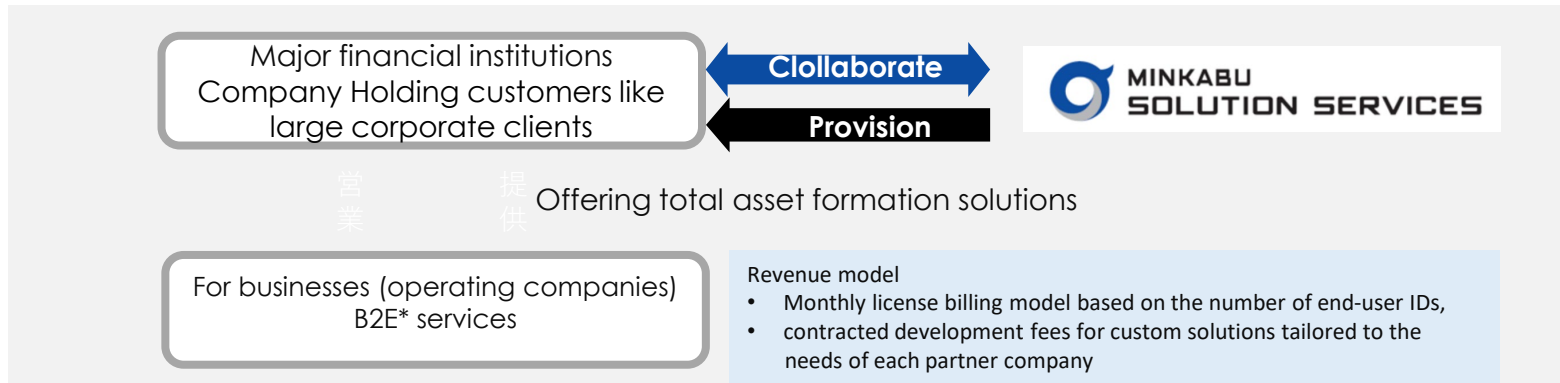 Major financial institutions
Company Holding customers like
large corporate clients
Clollaborate
Provision
MINKABU
SOLUTION SERVICES
営業
提供
Offering total asset formation solutions
For businesses (operating companies)
B2E* services
Revenue model
• Monthly license billing model based on the number of end-user IDs,
• contracted development fees for custom solutions tailored to the
needs of each partner company